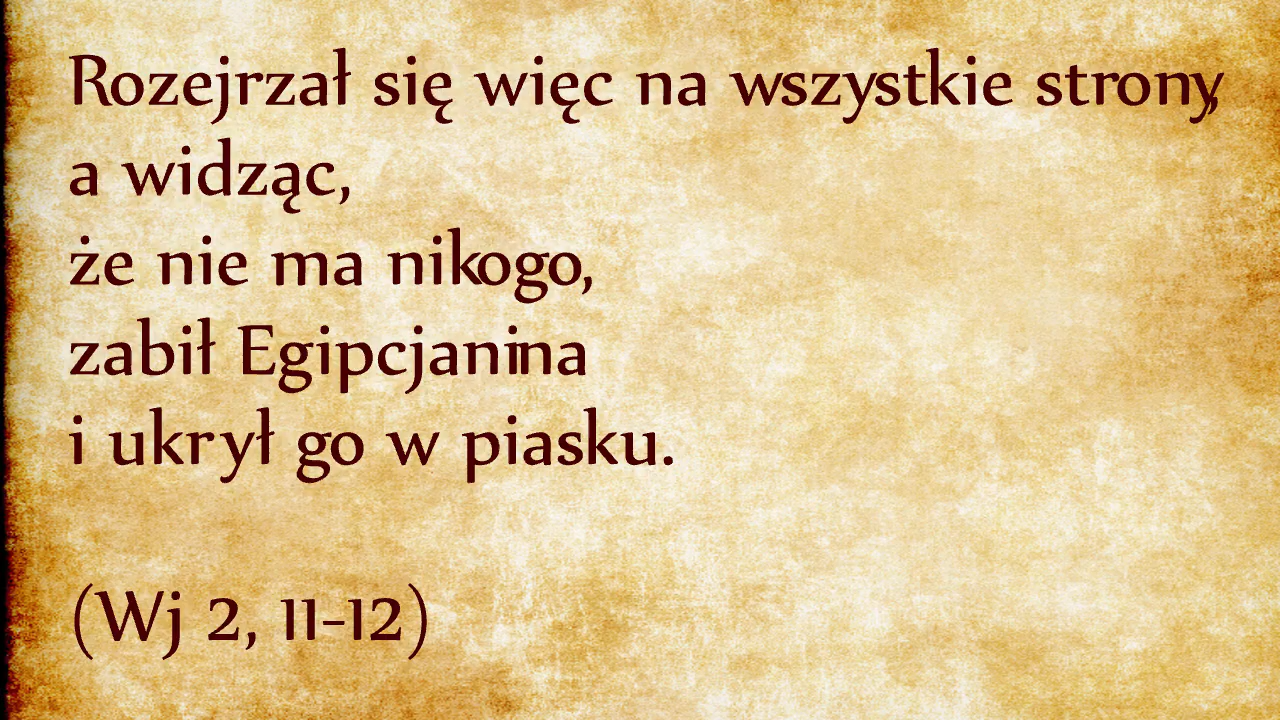 Rozejrzał się więc na wszystkie strony,
a widząc,
że nie ma nikogo,
zabił Egipcjanina
i ukrył go w piasku.
(Wj 2, 11-12)